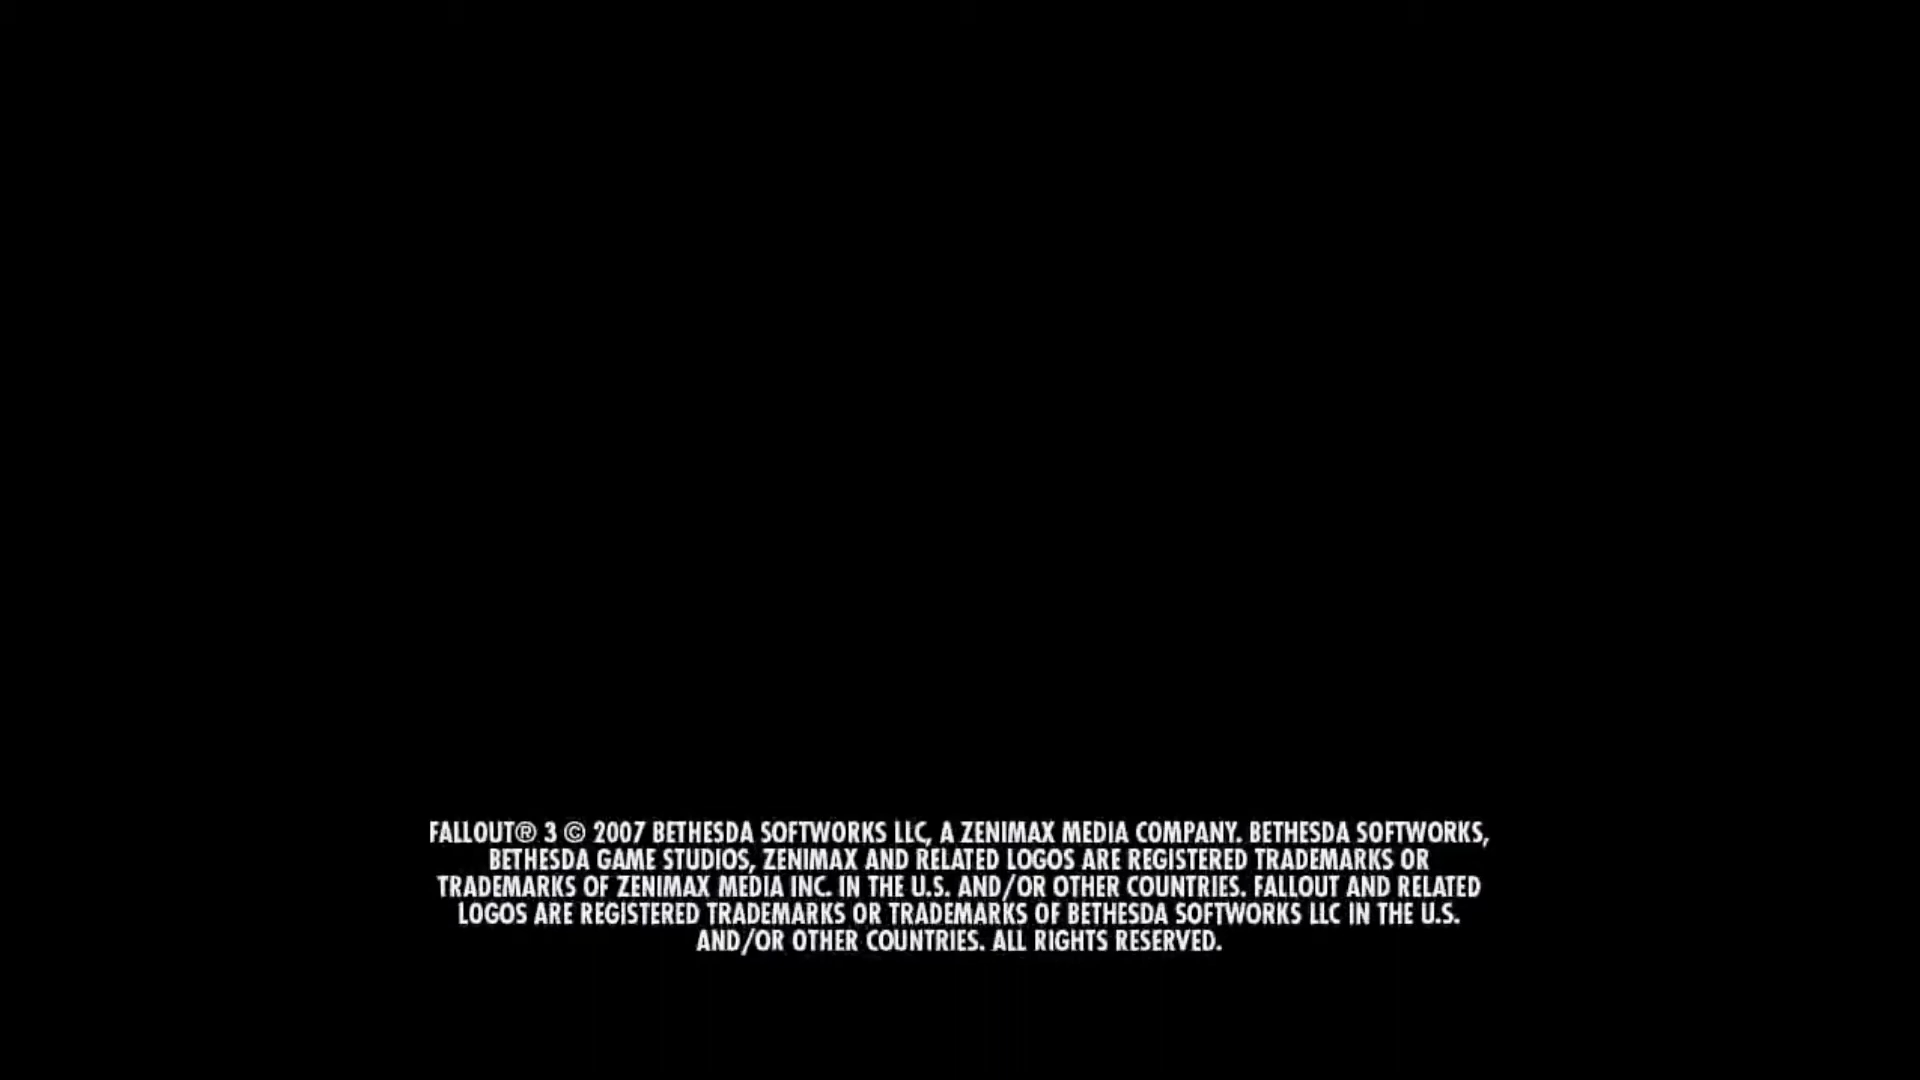 FALLOUT® 3 © 2007 BETHESDA SOFTWORKS LLC, A ZENIMAX MEDIA COMPANY. BETHESDA SOFTWORKS,
BETHESDA GAME STUDIOS, ZENIMAX AND RELATED LOGOS ARE REGISTERED TRADEMARKS OR
TRADEMARKS OF ZENIMAX MEDIA INC. IN THE U.S. AND/OR OTHER COUNTRIES. FALLOUT AND RELATED
LOGOS ARE REGISTERED TRADEMARKS OR TRADEMARKS OF BETHESDA SOFTWORKS LLC IN THE U.S.
AND/OR OTHER COUNTRIES. ALL RIGHTS RESERVED.